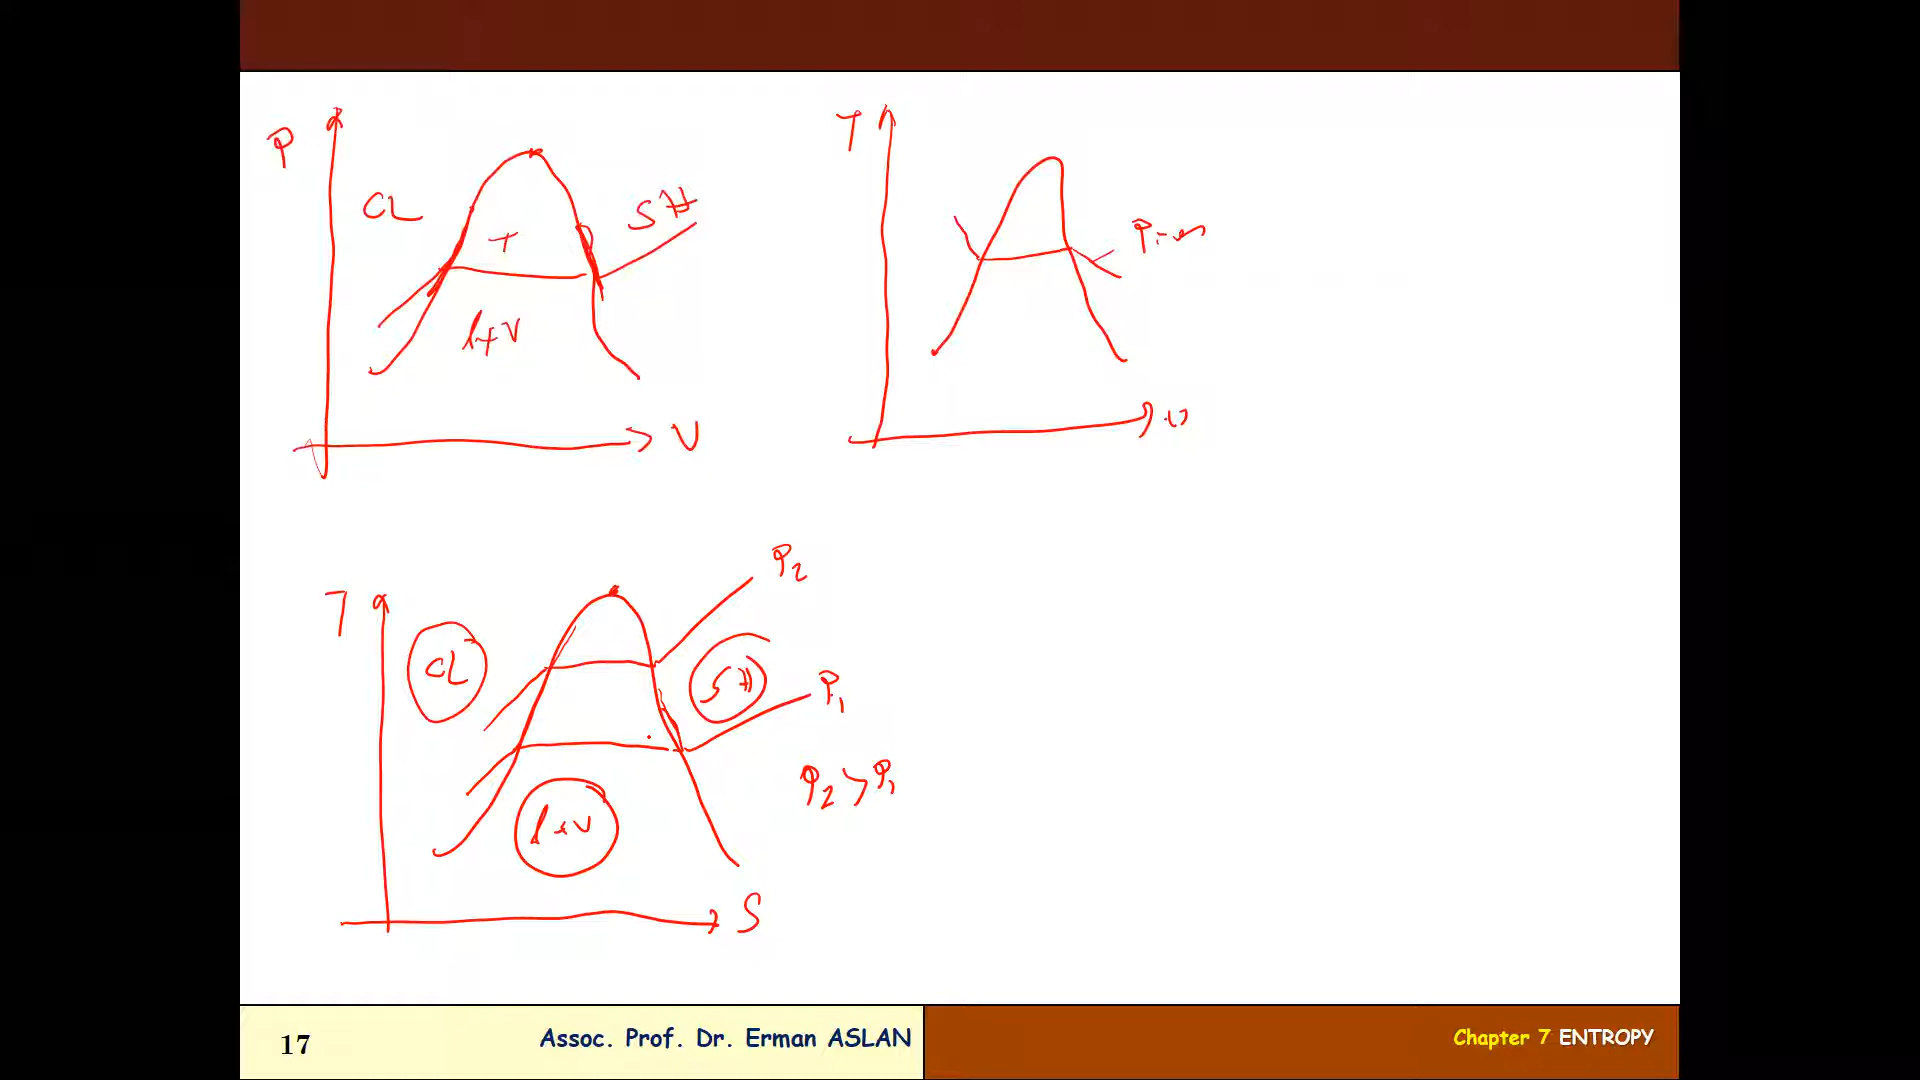 P
CL
SH
T
l+V
V
T
v
T
P2
CL
SH
P1
P2 > P1
l+v
S
17
Assoc. Prof. Dr. Erman ASLAN
Chapter 7 ENTROPY